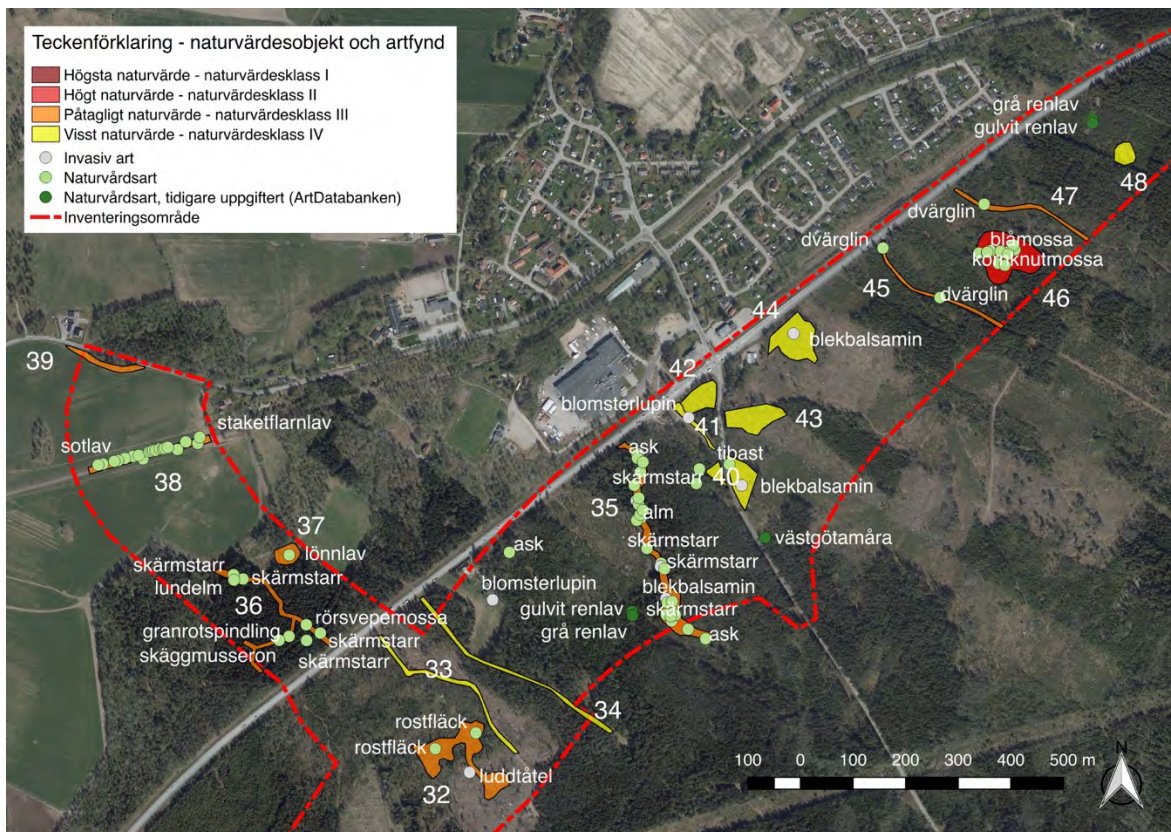 Teckenförklaring - naturvärdesobjekt och artfynd
Högsta naturvärde - naturvärdesklass I
Högt naturvärde - naturvärdesklass II
Påtagligt naturvärde - naturvärdesklass III
Visst naturvärde - naturvärdesklass IV
Invasiv art
Naturvårdsart
Naturvårdsart, tidigare uppgiftert (ArtDatabanken)
Inventeringsområde
grå renlav
gulvit renlav
48
47
dvärglin
blåmossa
kornknutmossa
dvärglin
45
dvärglin
46
44
blekbalsamin
39
42
blomsterlupin
43
41
staketflarnlav
sotlav
38
ask
tibast
skärmstarr
40
blekbalsamin
35
alm
37
lönnlav
västgötamåra
skärmstarr
ask
skärmstarr
skärmstarr
lundelm
skärmstarr
blomsterlupin
blekbalsamin
36
gulvit renlav
skärmstarr
rörsvepemossa
granrotspindling
grå renlav
skärmstarr
ask
skäggmusseron
skärmstarr
33
34
rostfläck
rostfläck
luddtåtel
32
100 0 100 200 300 400 500 m
N